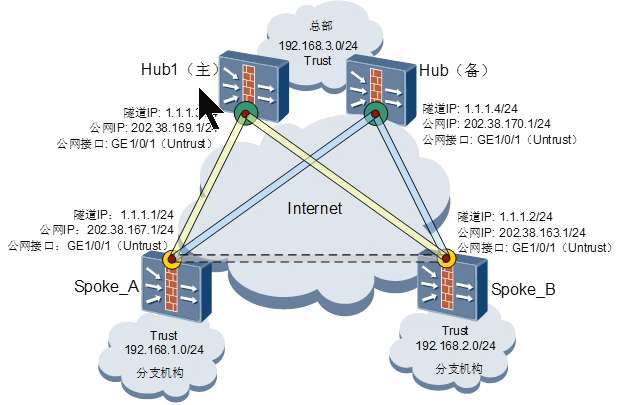 总部
192.168.3.0/24
Trust
Hub1（主）
Hub（备）
隧道IP: 1.1.1.
公网IP: 202.38.169.1/24
公网接口: GE1/0/1（Untrust）
隧道IP: 1.1.1.4/24
公网IP: 202.38.170.1/24
公网接口: GE1/0/1（Untrust）
Internet
隧道IP：1.1.1.1/24
公网IP：202.38.167.1/24
公网接口：GE1/0/1（Untrust）
隧道IP: 1.1.1.2/24
公网IP: 202.38.163.1/24
公网接口: GE1/0/1（Untrust）
Spoke_A
Spoke_B
Trust
192.168.1.0/24
分支机构
Trust
192.168.2.0/24
分支机构